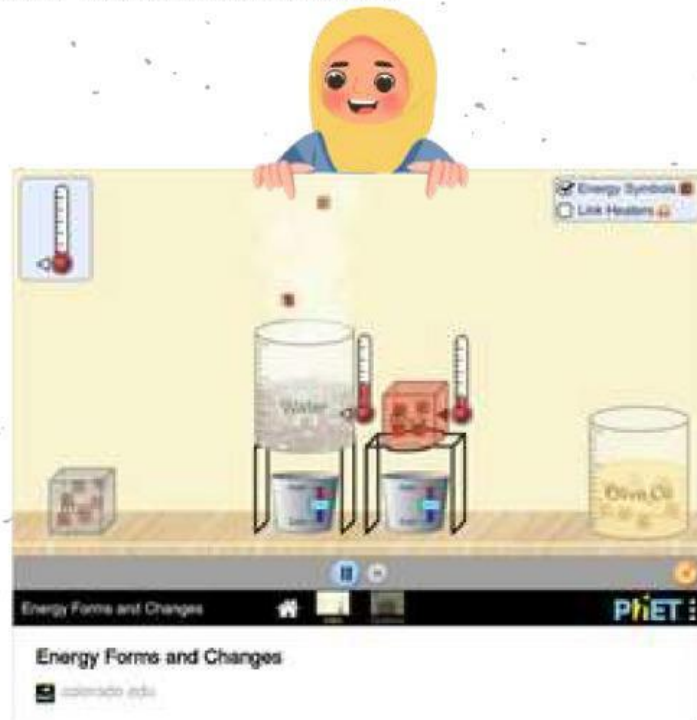 Energy Symbols
Link Heaters
Water
Olive Oil
Energy Forms and Changes
PhET
Energy Forms and Changes
colorado.edu